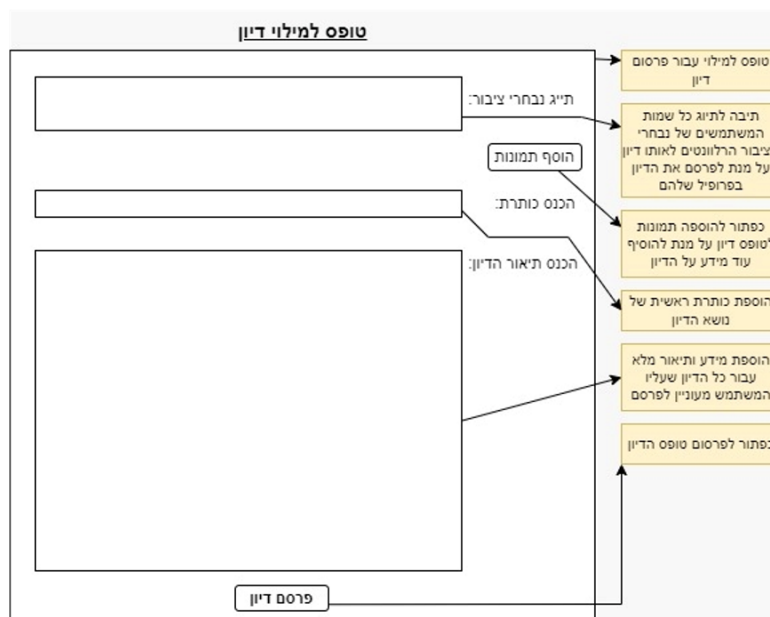 טופס למילוי דיון
תייג נבחרי ציבור:
הוסף תמונות
הכנס כותרת:
הכנס תיאור הדיון:
פרסם דיון
טופס למילוי עבור פרסום
דיון
תיבה לתיוג כל שמות
המשתמשים של נבחרי
ציבור הרלוונטים לאותו דיון
על מנת לפרסם את הדיון
בפרופיל שלהם
כפתור להוספה תמונות
לטופס דיון על מנת להוסיף
עוד מידע על הדיון
הוספת כותרת ראשית של
נושא הדיון
הוספת מידע ותיאור מלא
עבור כל הדיון שעליו
המשתמש מעוניין לפרסם
כפתור לפרסום טופס הדיון